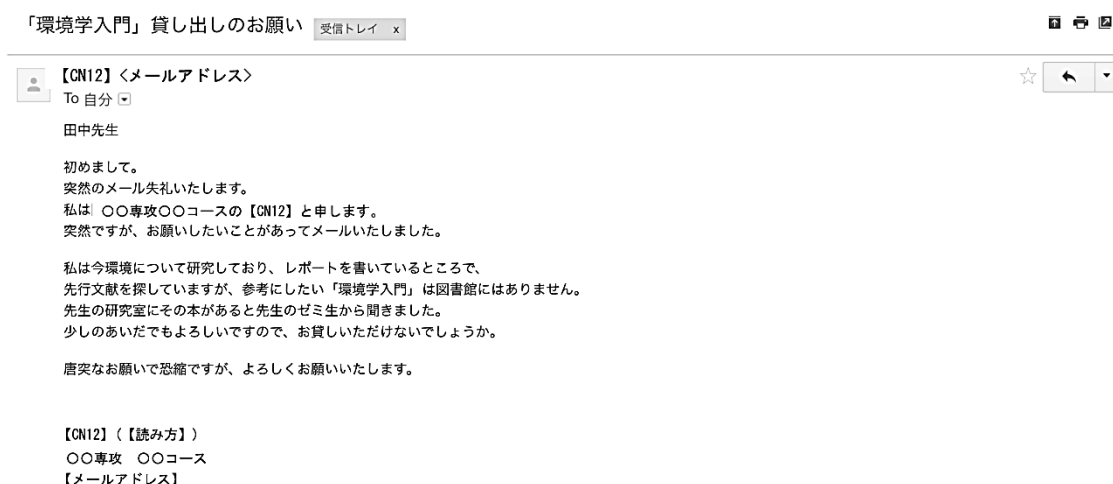 「環境学入門」貸し出しのお願い 受信トレイ x
【CN12】<メールアドレス>
To 自分
田中先生
初めまして。
突然のメール失礼いたします。
私は 〇〇専攻〇〇コースの【CN12】と申します。
突然ですが、お願いしたいことがあってメールいたしました。
私は今環境について研究しており、レポートを書いているところで、
先行文献を探していますが、参考にしたい「環境学入門」は図書館にはありません。
先生の研究室にその本があると先生のゼミ生から聞きました。
少しのあいだでもよろしいですので、お貸しいただけないでしょうか。
唐突なお願いで恐縮ですが、よろしくお願いいたします。
【CN12】(【読み方】)
〇〇専攻 〇〇コース
【メールアドレス】